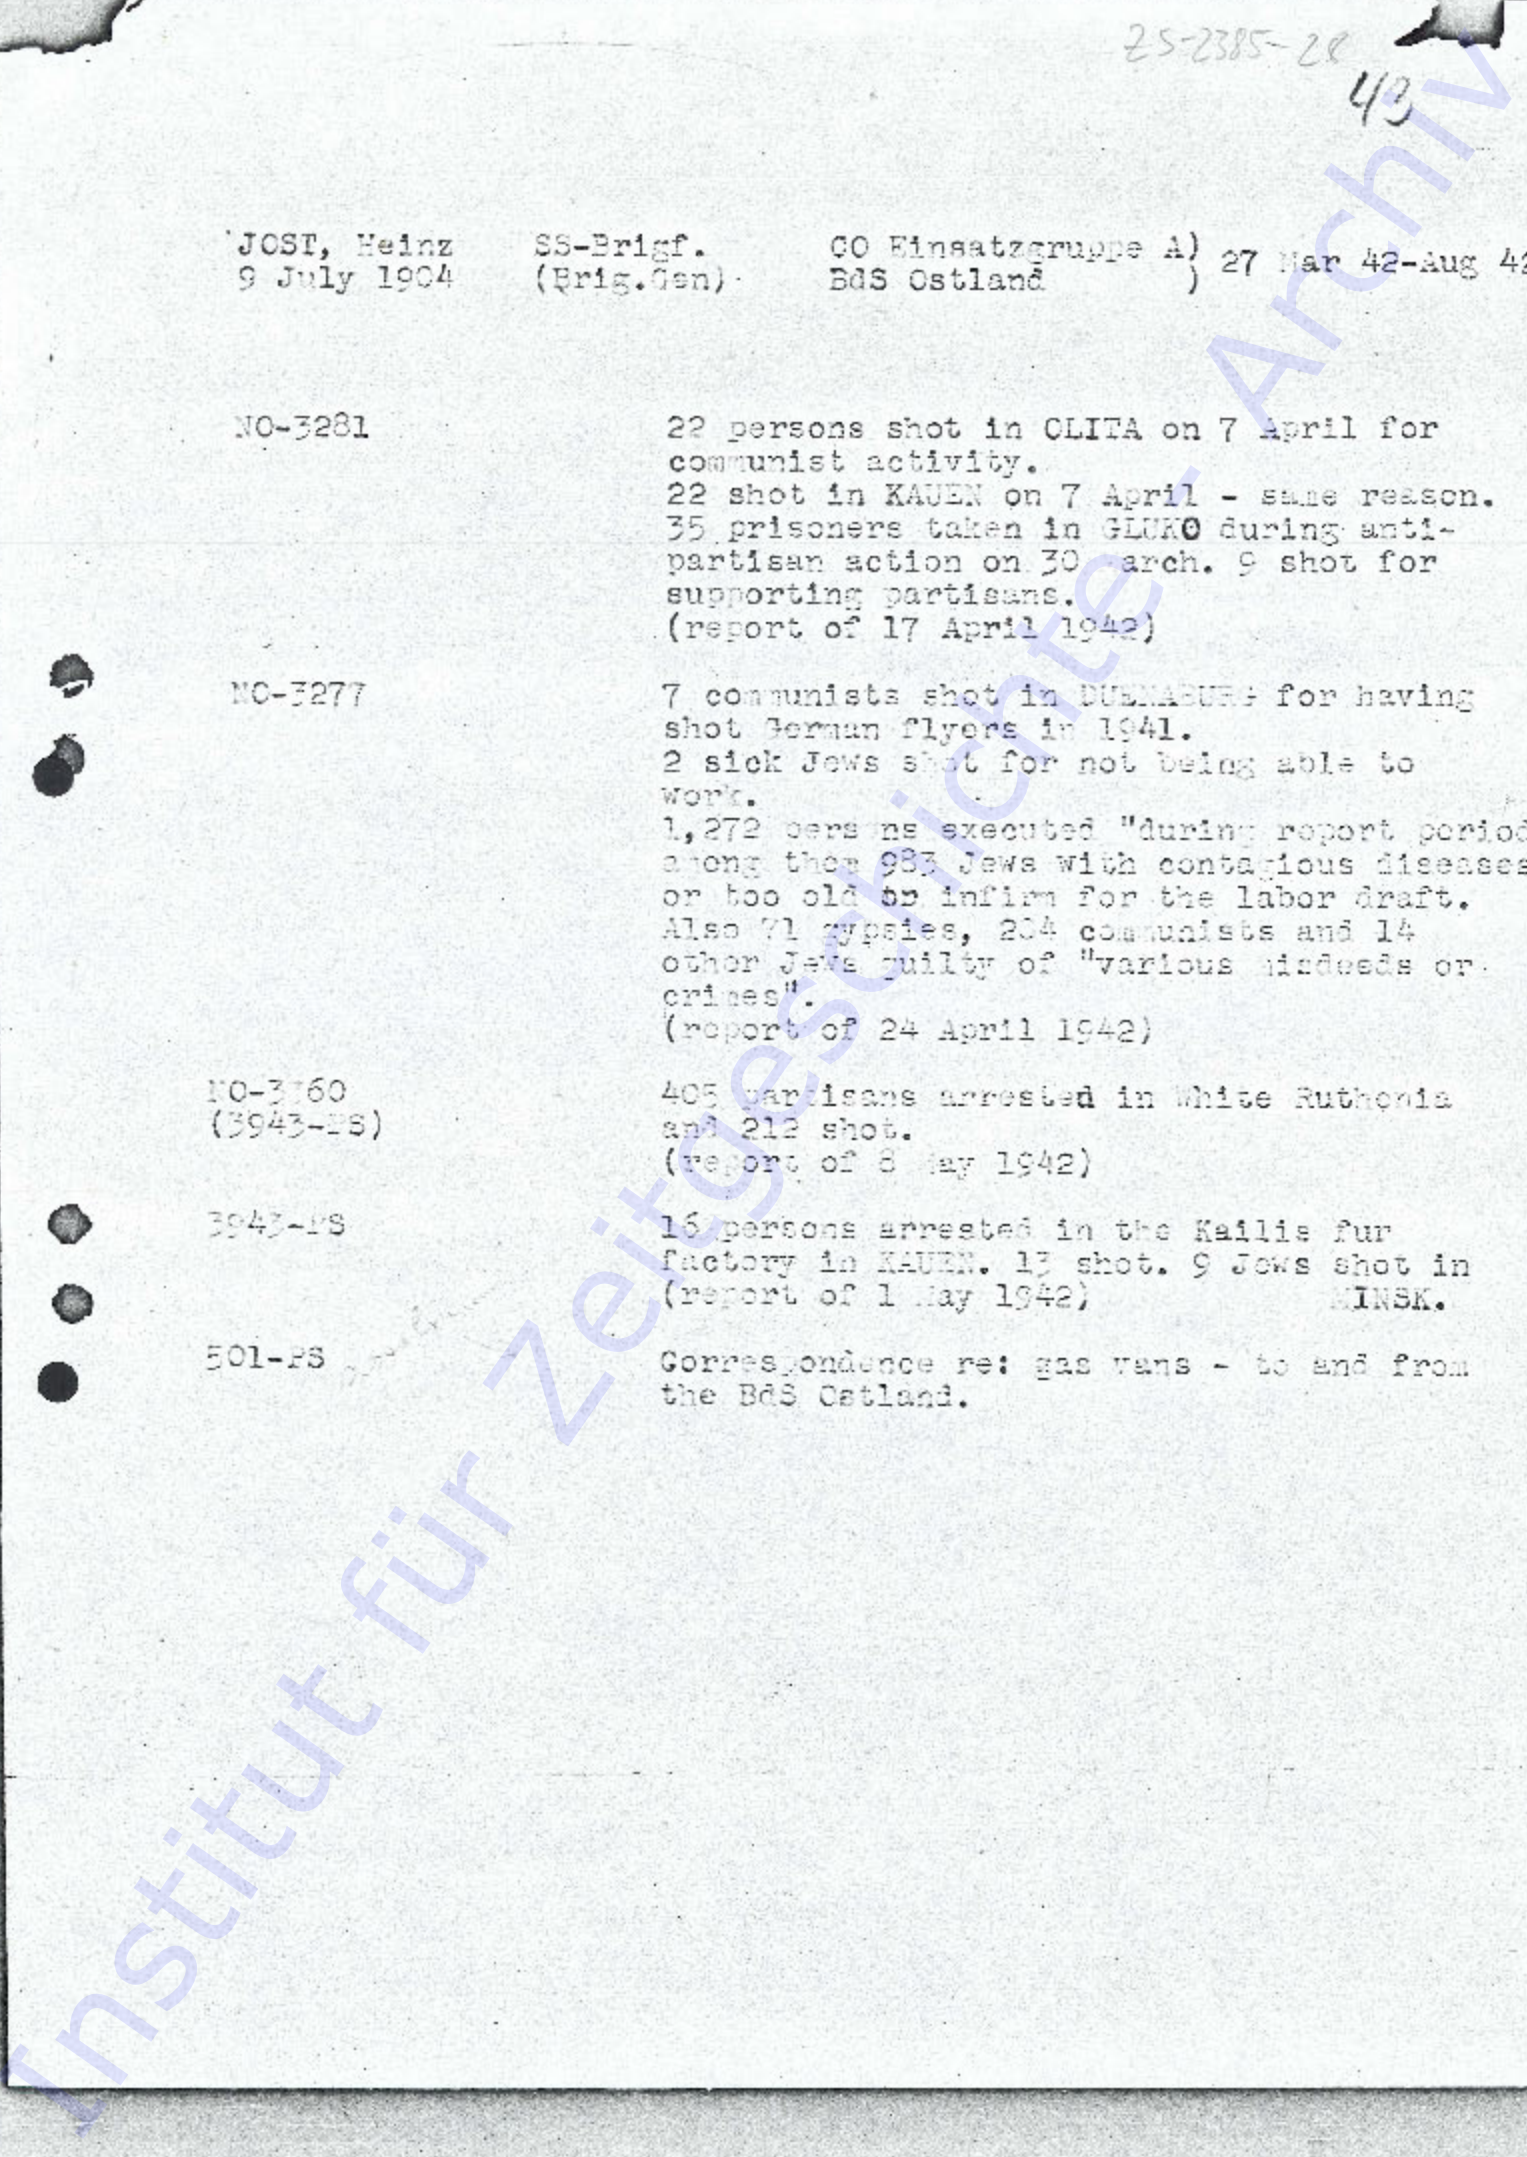 ZS-2385-28
43
JOST, Heinz SS-Brigf. CO Einsatzgruppe A)
9 July 1904 (Brig.Gen) BdS Ostland ) 27 Mar 42-Aug 42
NO-3281 22 persons shot in OLITA on 7 April for
communist activity.
22 shot in KAUEN on 7 April - same reason.
35 prisoners taken in GLUKO during anti-
partisan action on 30 March. 9 shot for
supporting partisans.
(report of 17 April 1942)
NO-3277 7 communists shot in DUENABURG for having
shot German flyers in 1941.
2 sick Jews shot for not being able to
work.
1,272 persons executed "during report period
among them 983 Jews with contagious diseases
or too old or infirm for the labor draft.
Also 71 gypsies, 204 communists and 14
other Jews guilty of "various misdeeds or
crimes".
(report of 24 April 1942)
405 partisans arrested in White Ruthenia
(3943-PS) and 212 shot.
(report of 8 May 1942)
3943-PS 16 persons arrested in the Kailis fur
factory in KAUEN. 13 shot. 9 Jews shot in
(report of 1 May 1942) MINSK.
501-PS Correspondence re: gas vans - to and from
the BdS Ostland.
Institut für Zeitgeschichte - Archiv